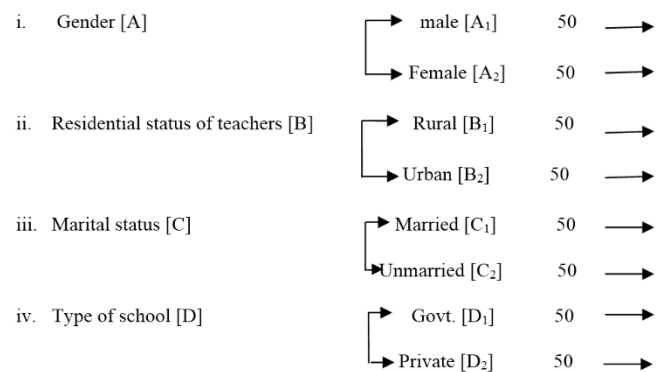 i. Gender [A] male [A₁] 50
Female [A₂] 50
ii. Residential status of teachers [B] Rural [B₁] 50
Urban [B₂] 50
iii. Marital status [C] Married [C₁] 50
Unmarried [C₂] 50
iv. Type of school [D] Govt. [D₁] 50
Private [D₂] 50